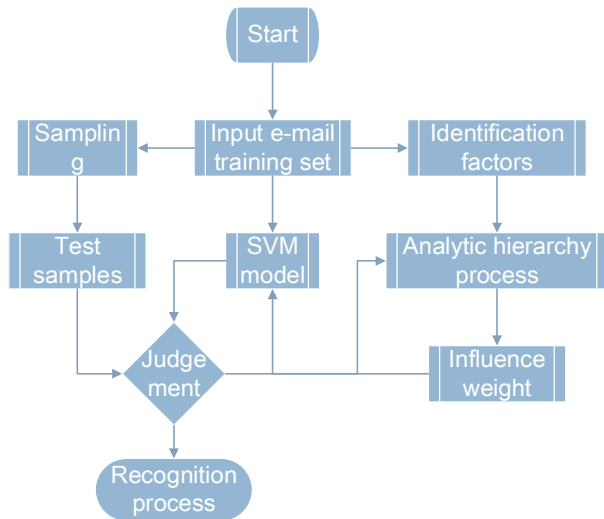 Start
Samplin
g
Input e-mail
training set
Identification
factors
Test
samples
SVM
model
Analytic hierarchy
process
Judge
ment
Influence
weight
Recognition
process